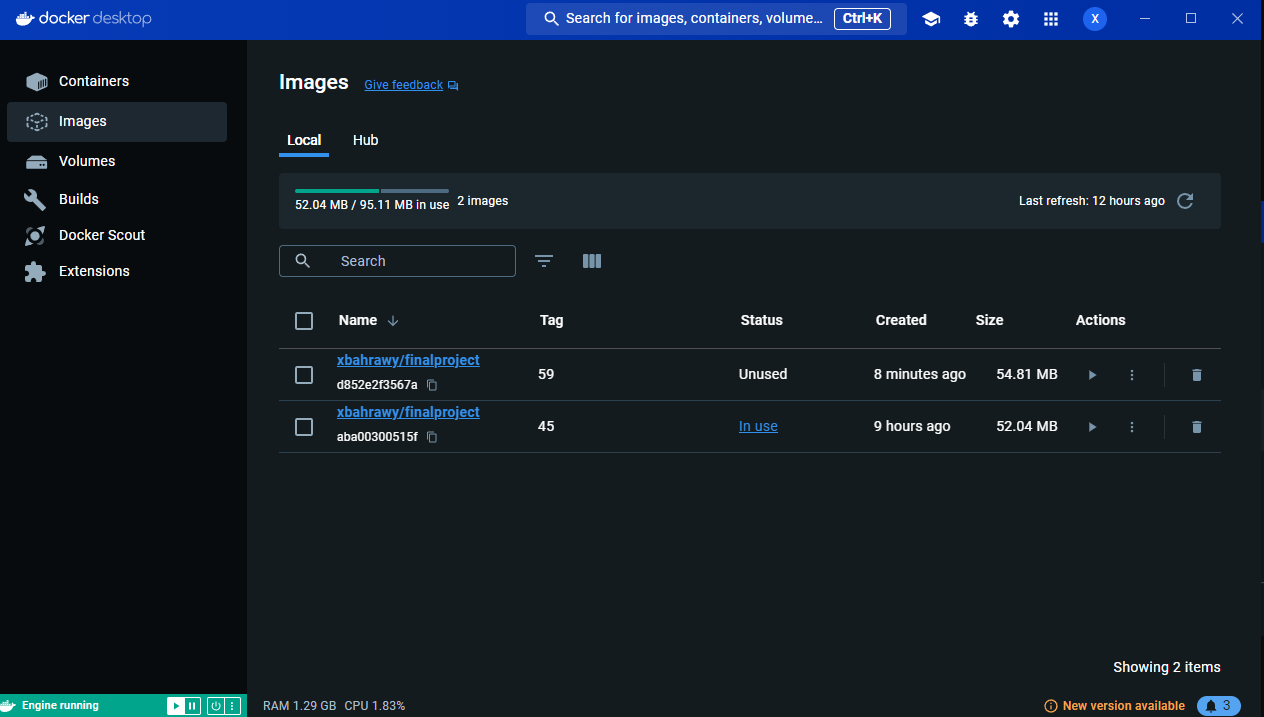 docker desktop
Search for images, containers, volume... Ctrl+K
X
Containers
Images
Volumes
Builds
Docker Scout
Extensions
Images Give feedback
Local Hub
52.04 MB / 95.11 MB in use 2 images
Last refresh: 12 hours ago
Search
Name Tag Status Created Size Actions
xbahrawy/finalproject
d852e2f3567a
59 Unused 8 minutes ago 54.81 MB
xbahrawy/finalproject
aba00300515f
45 In use 9 hours ago 52.04 MB
Showing 2 items
Engine running
RAM 1.29 GB CPU 1.83%
New version available
3